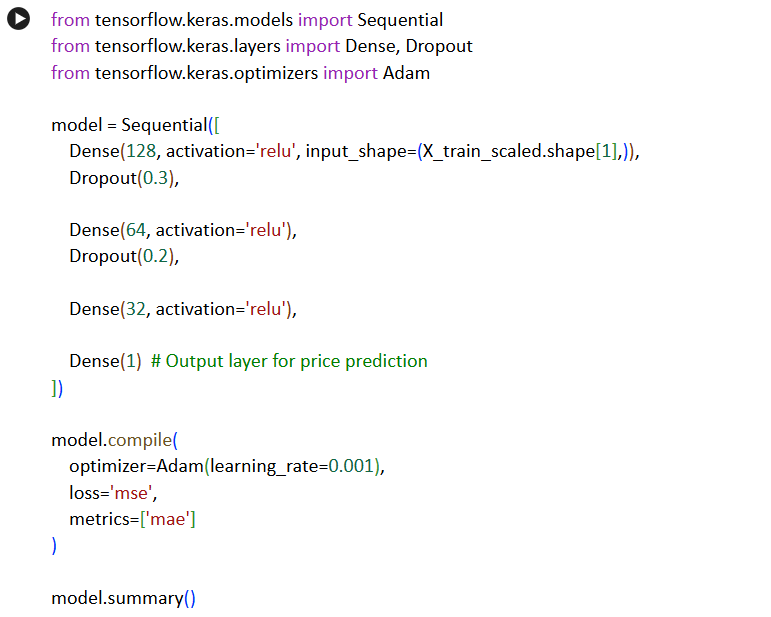 from tensorflow.keras.models import Sequential
from tensorflow.keras.layers import Dense, Dropout
from tensorflow.keras.optimizers import Adam

model = Sequential([
    Dense(128, activation='relu', input_shape=(X_train_scaled.shape[1],)),
    Dropout(0.3),

    Dense(64, activation='relu'),
    Dropout(0.2),

    Dense(32, activation='relu'),

    Dense(1)  # Output layer for price prediction
])

model.compile(
    optimizer=Adam(learning_rate=0.001),
    loss='mse',
    metrics=['mae']
)

model.summary()